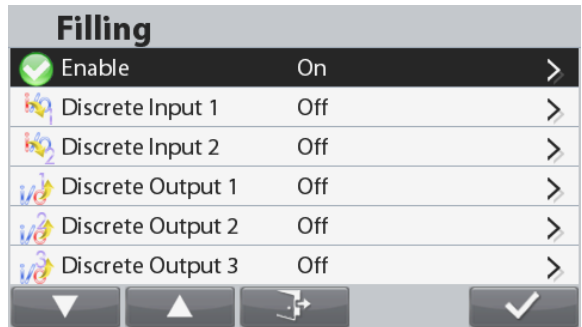 Filling
Enable On
Discrete Input 1 Off
Discrete Input 2 Off
Discrete Output 1 Off
Discrete Output 2 Off
Discrete Output 3 Off